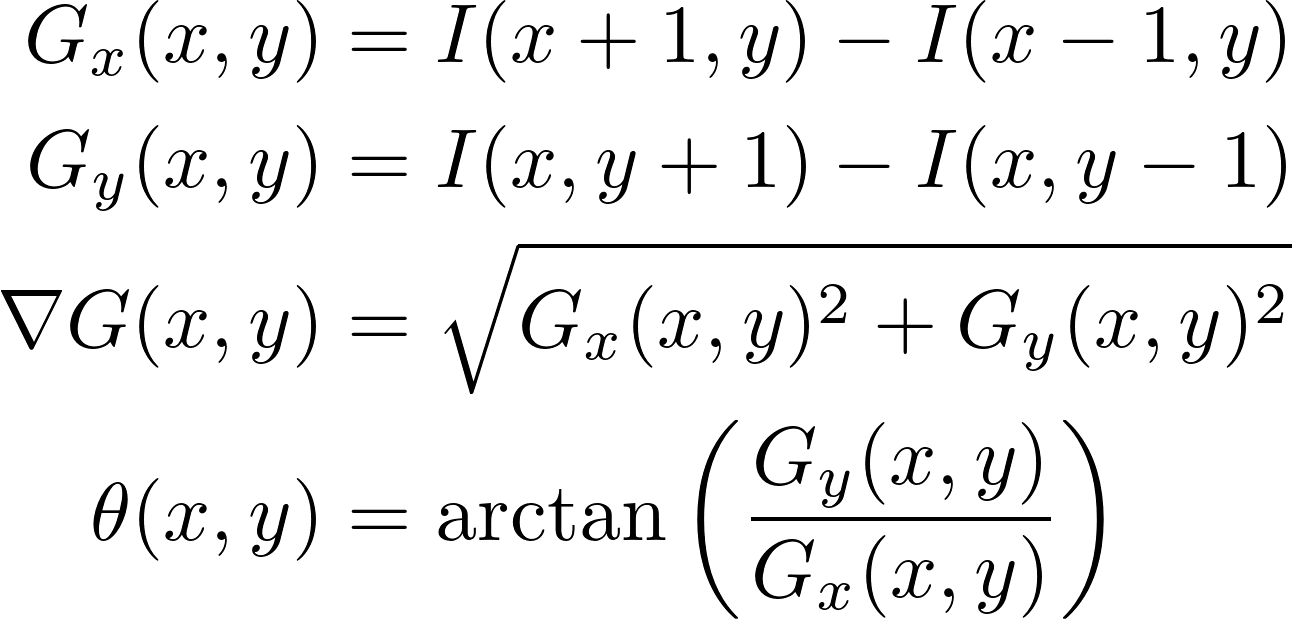 G_x(x, y) = I(x + 1, y) − I(x − 1, y)
G_y(x, y) = I(x, y + 1) − I(x, y − 1)
∇G(x, y) = √(G_x(x, y)² + G_y(x, y)²)
θ(x, y) = arctan (G_y(x, y) / G_x(x, y))